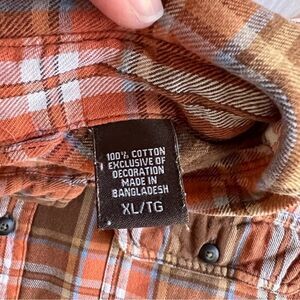 100% COTTON
EXCLUSIVE OF
DECORATION
MADE IN
BANGLADESH
XL/TG